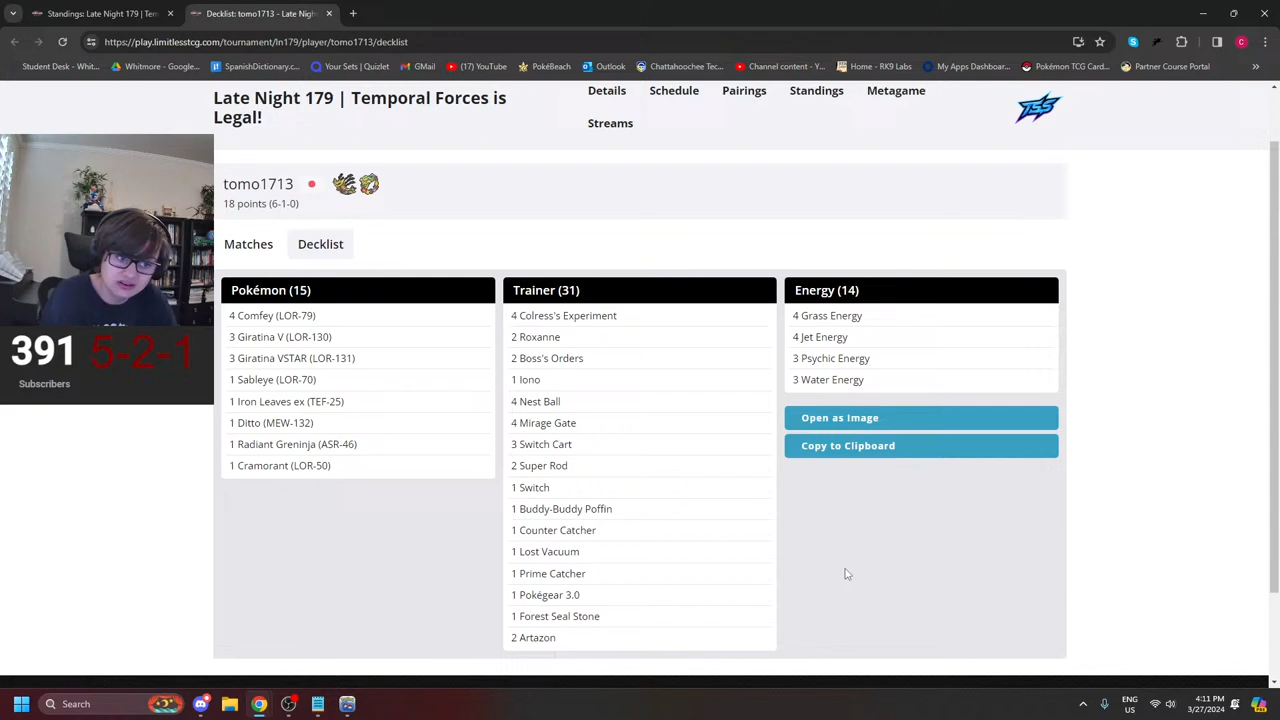 Standings: Late Night 179 | Tem
Decklist: tomo1713 - Late Nigh
https://play.limitlesstcg.com/tournament/ln179/player/tomo1713/decklist
Student Desk - Whit...
Whitmore - Google...
SpanishDictionary.c...
Your Sets | Quizlet
GMail
(17) YouTube
PokéBeach
Outlook
Chattahoochee Tec...
Channel content - Y...
Home - RK9 Labs
My Apps Dashboar...
Pokémon TCG Card...
Partner Course Portal
Late Night 179 | Temporal Forces is
Legal!
Details
Schedule
Pairings
Standings
Metagame
Streams
TSS
tomo1713
18 points (6-1-0)
Matches
Decklist
Pokémon (15)
4 Comfey (LOR-79)
3 Giratina V (LOR-130)
3 Giratina VSTAR (LOR-131)
1 Sableye (LOR-70)
1 Iron Leaves ex (TEF-25)
1 Ditto (MEW-132)
1 Radiant Greninja (ASR-46)
1 Cramorant (LOR-50)
Trainer (31)
4 Colress's Experiment
2 Roxanne
2 Boss's Orders
1 Iono
4 Nest Ball
4 Mirage Gate
3 Switch Cart
2 Super Rod
1 Switch
1 Buddy-Buddy Poffin
1 Counter Catcher
1 Lost Vacuum
1 Prime Catcher
1 Pokégear 3.0
1 Forest Seal Stone
2 Artazon
Energy (14)
4 Grass Energy
4 Jet Energy
3 Psychic Energy
3 Water Energy
Open as Image
Copy to Clipboard
391
Subscribers
5-2-1
Search
ENG
US
4:11 PM
3/27/2024